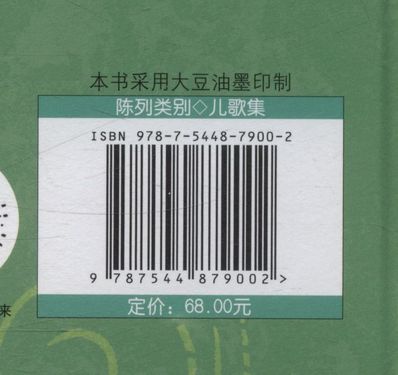 本书采用大豆油墨印制
陈列类别◇儿歌集
ISBN 978-7-5448-7900-2
9 787544 879002 >
定价：68.00元
来